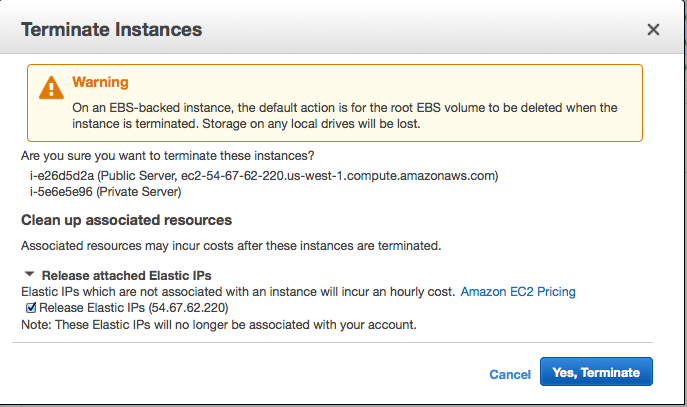 Terminate Instances
Warning
On an EBS-backed instance, the default action is for the root EBS volume to be deleted when the
instance is terminated. Storage on any local drives will be lost.
Are you sure you want to terminate these instances?
i-e26d5d2a (Public Server, ec2-54-67-62-220.us-west-1.compute.amazonaws.com)
i-5e6e5e96 (Private Server)
Clean up associated resources
Associated resources may incur costs after these instances are terminated.
Release attached Elastic IPs
Elastic IPs which are not associated with an instance will incur an hourly cost. Amazon EC2 Pricing
Release Elastic IPs (54.67.62.220)
Note: These Elastic IPs will no longer be associated with your account.
Cancel Yes, Terminate